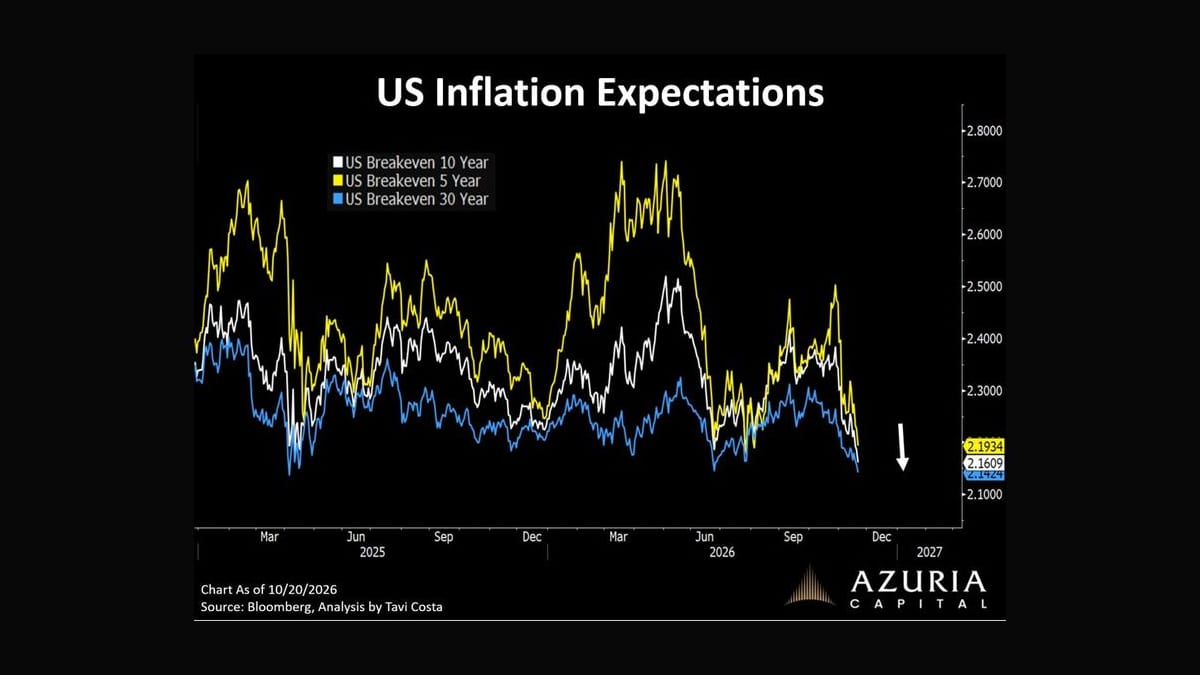 US Inflation Expectations
US Breakeven 10 Year
US Breakeven 5 Year
US Breakeven 30 Year
2.8000
2.7000
2.6000
2.5000
2.4000
2.3000
2.1934
2.1609
2.1424
2.1000
Mar Jun Sep Dec Mar Jun Sep Dec
2025 2026 2027
Chart As of 10/20/2026
Source: Bloomberg, Analysis by Tavi Costa
AZURIA
CAPITAL